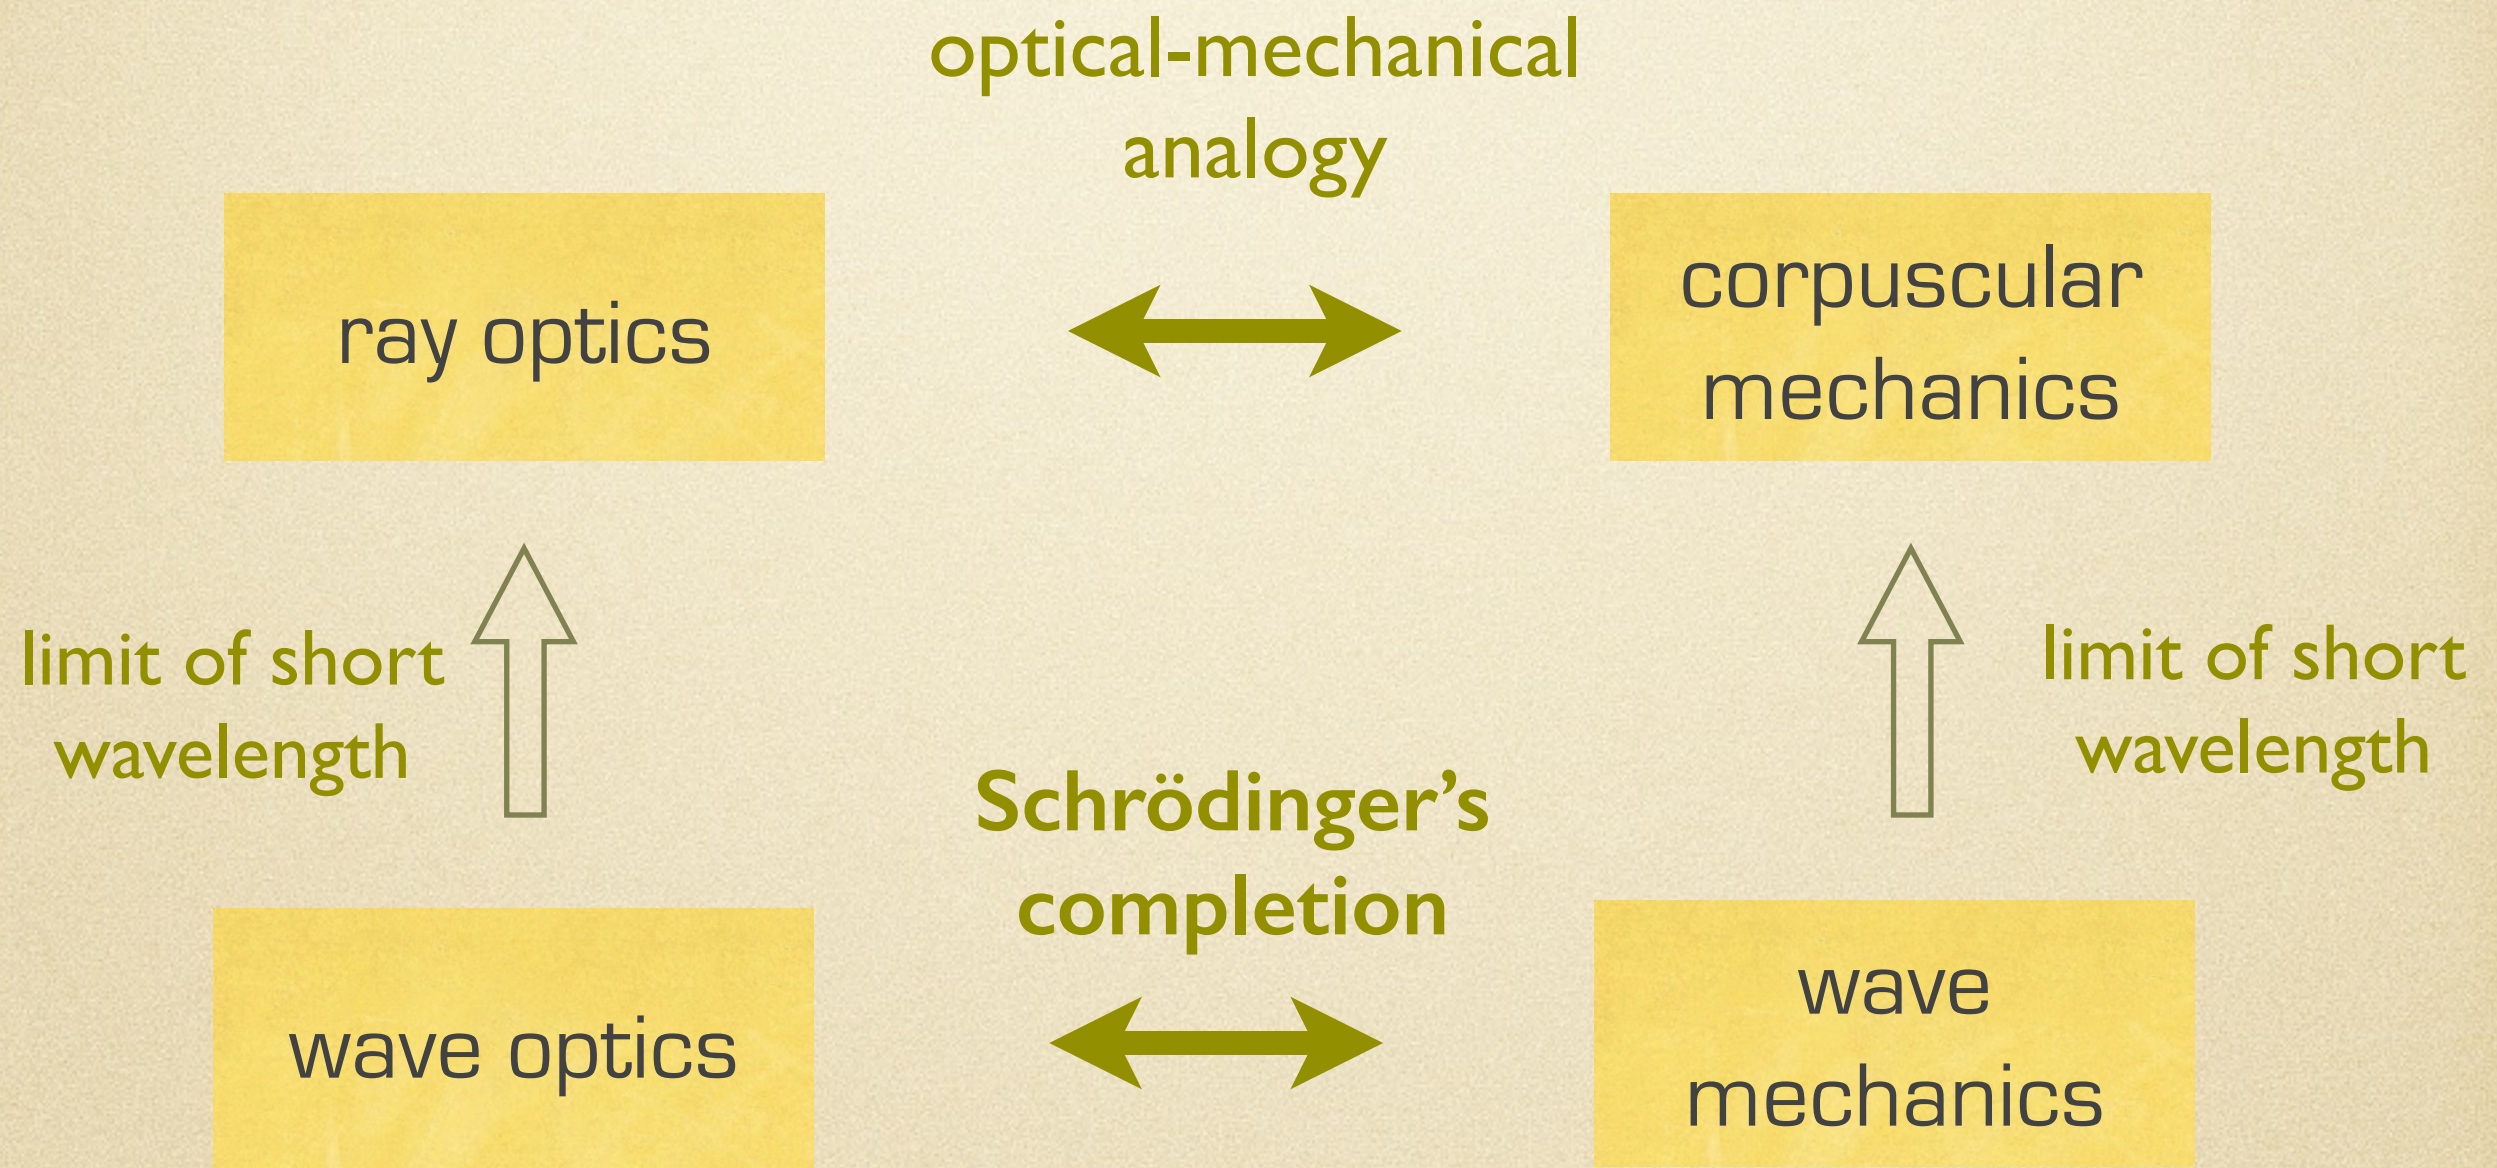 optical-mechanical
analogy
ray optics
corpuscular
mechanics
limit of short
wavelength
limit of short
wavelength
Schrödinger’s
completion
wave optics
wave
mechanics